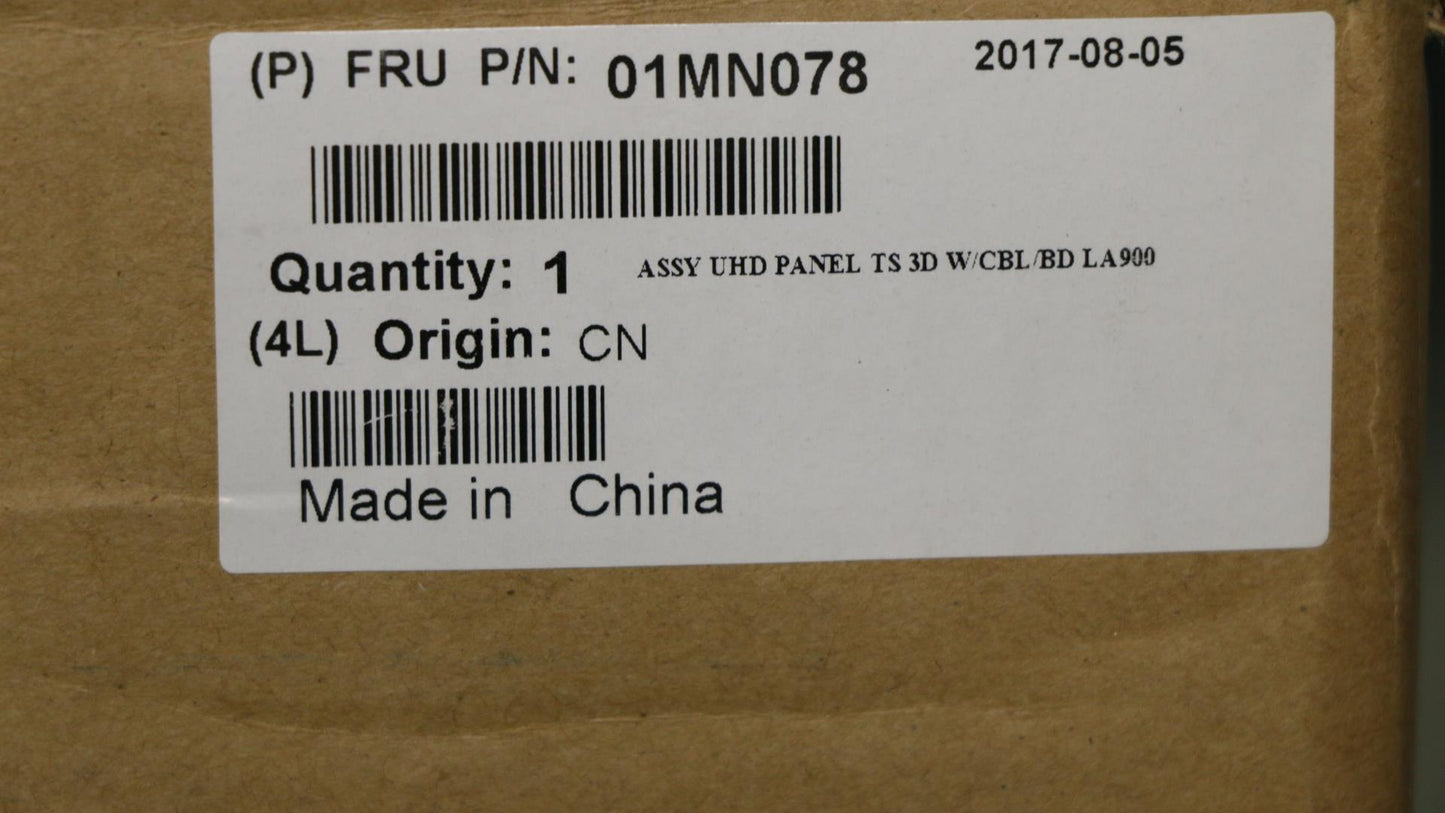 (P) FRU P/N: 01MN078 2017-08-05
Quantity: 1 ASSY UHD PANEL TS 3D W/CBL/BD LA900
(4L) Origin: CN
Made in China